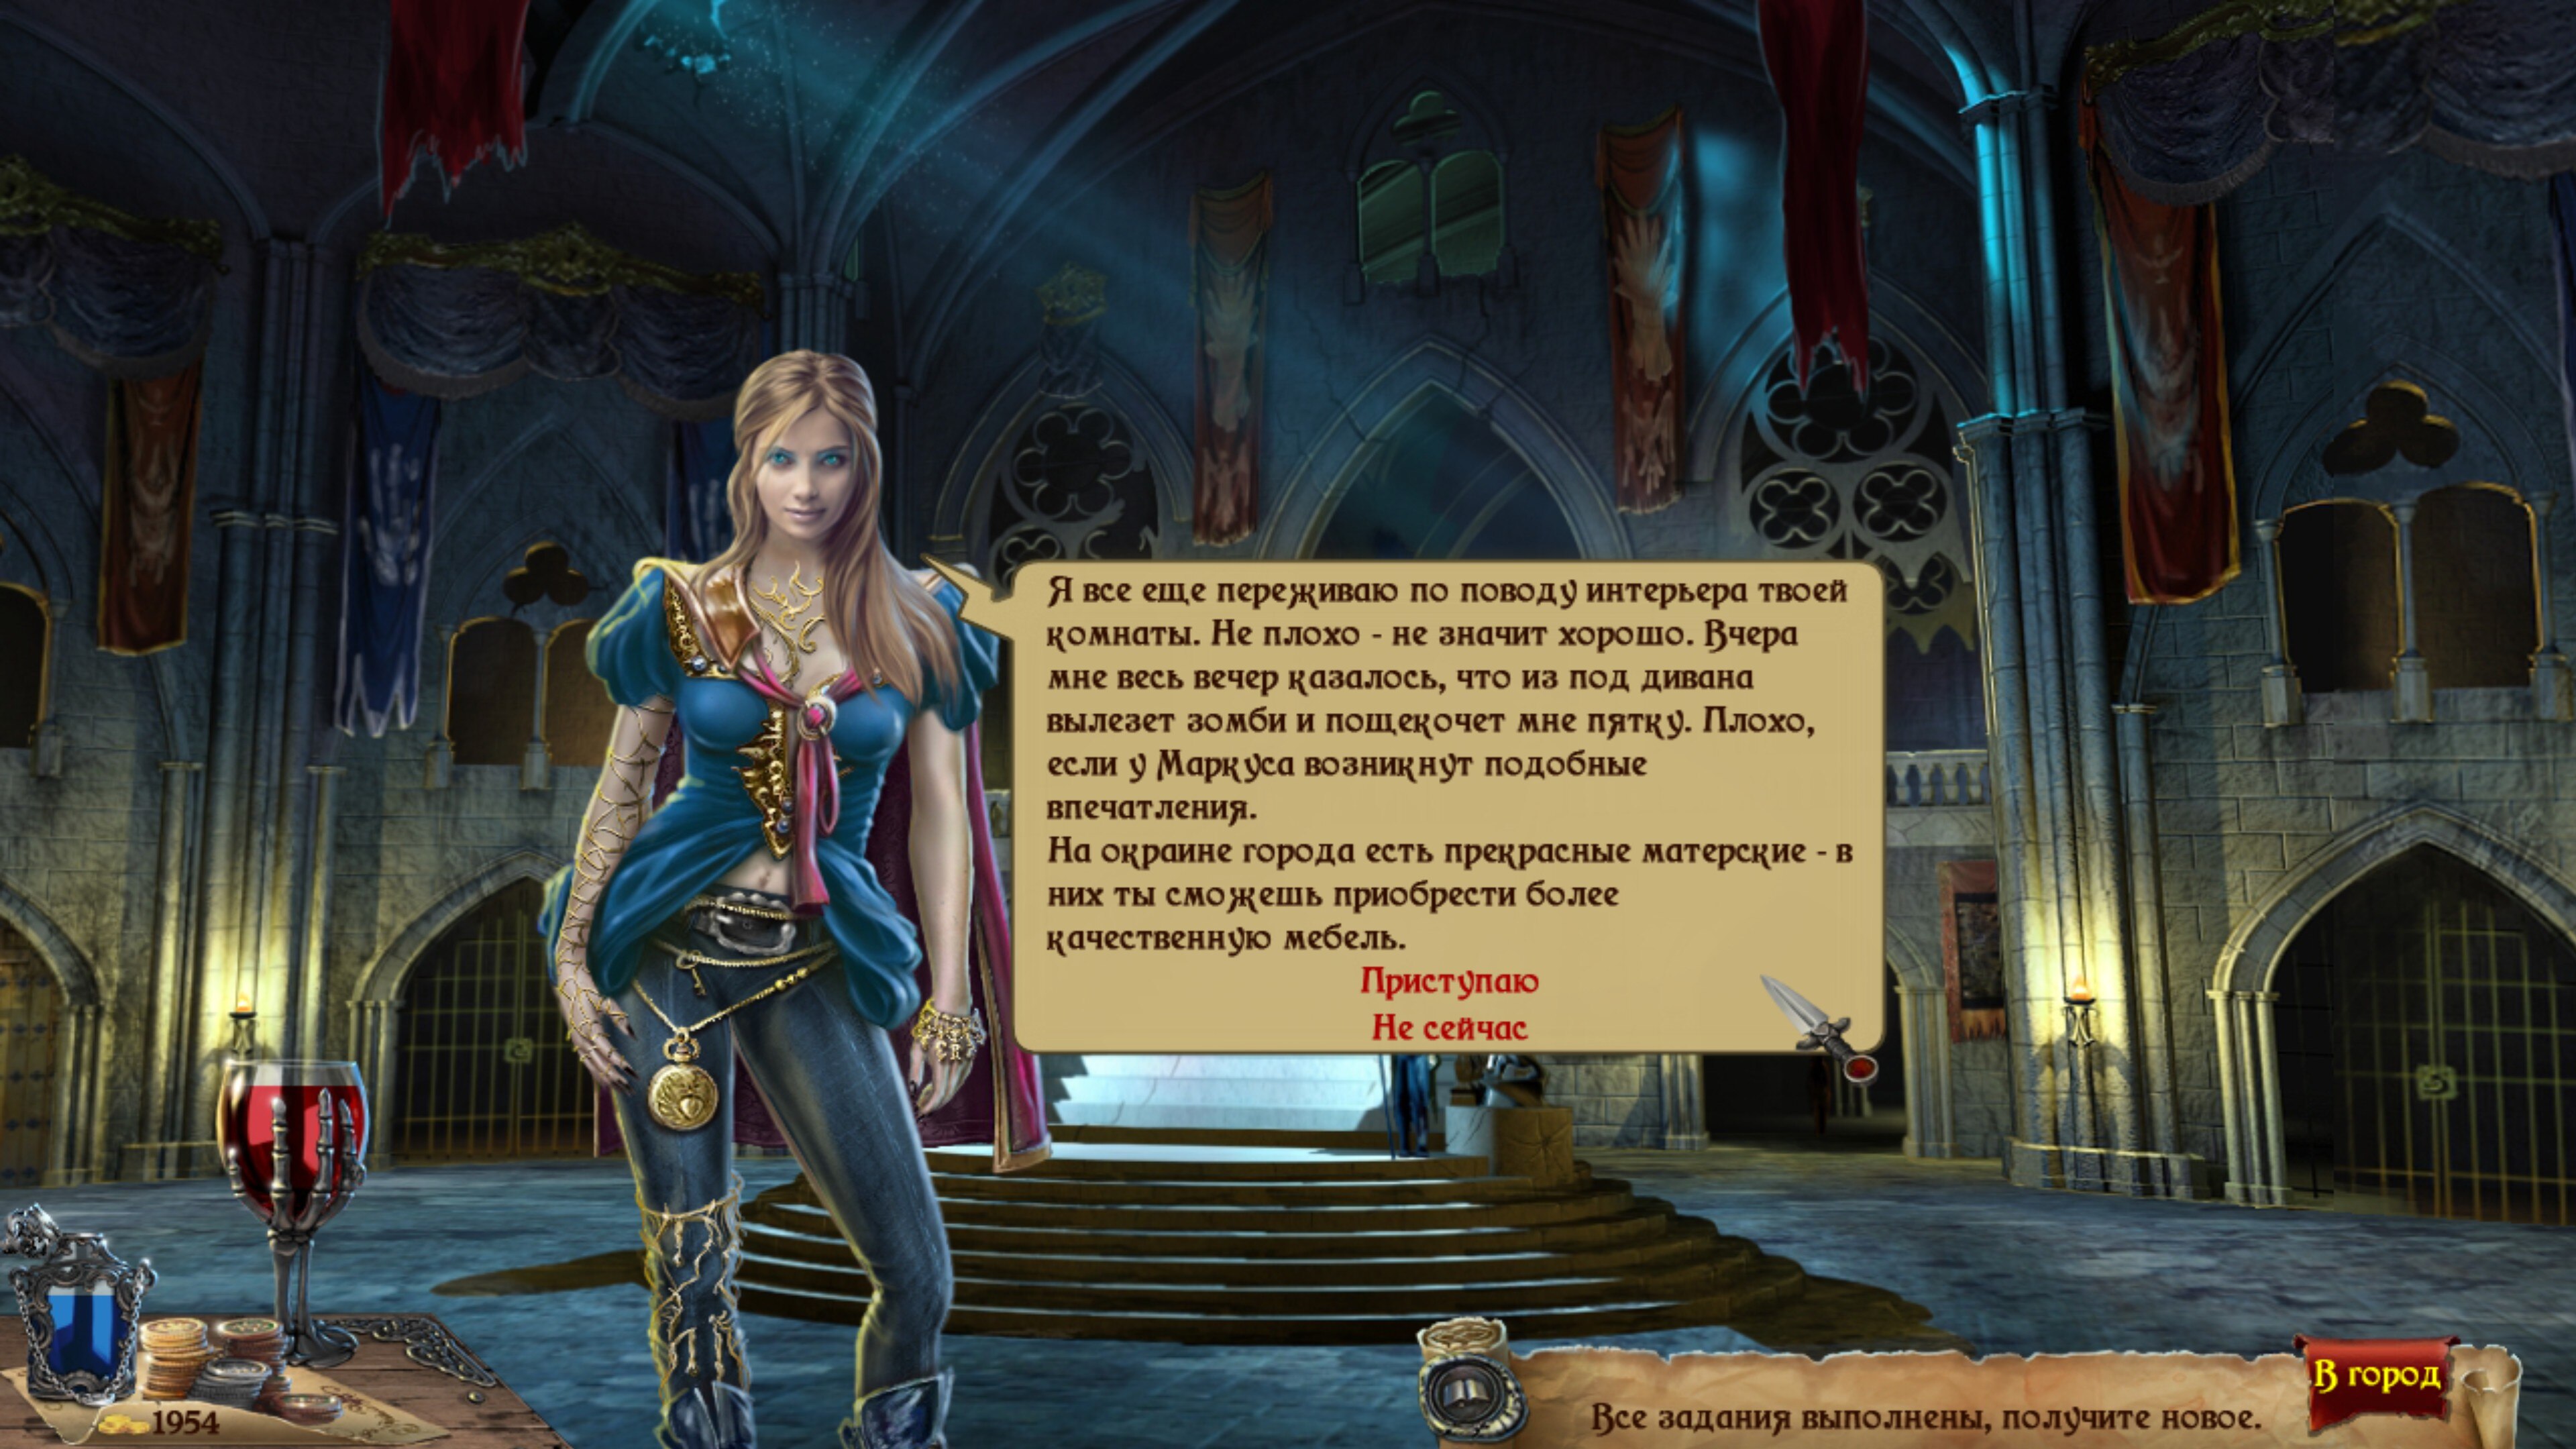 Я все еще переживаю по поводу интерьера твоей
комнаты. Не плохо - не значит хорошо. Вчера
мне весь вечер казалось, что из под дивана
вылезет зомби и пощекочет мне пятку. Плохо,
если у Маркуса возникнут подобные
впечатления.
На окраине города есть прекрасные матерские - в
них ты сможешь приобрести более
качественную мебель.
Приступаю
Не сейчас
1954
Все задания выполнены, получите новое.
В город